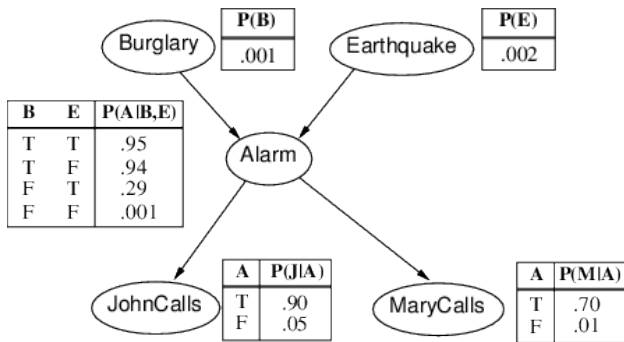 Burglary
P(B)
.001
Earthquake
P(E)
.002
B E P(A|B,E)
T T .95
T F .94
F T .29
F F .001
Alarm
JohnCalls
A P(J|A)
T .90
F .05
MaryCalls
A P(M|A)
T .70
F .01